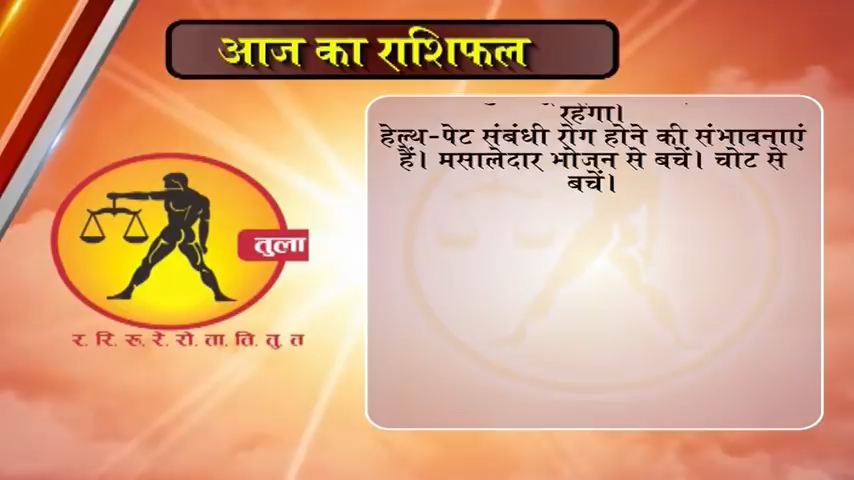 आज का राशिफल
रहेगा।
हेल्थ-पेट संबंधी रोग होने की संभावनाएं
हैं। मसालेदार भोजन से बचें। चोट से
बचें।
तुला
र. रि. रू. रे. रो. ता. ति. तु. त